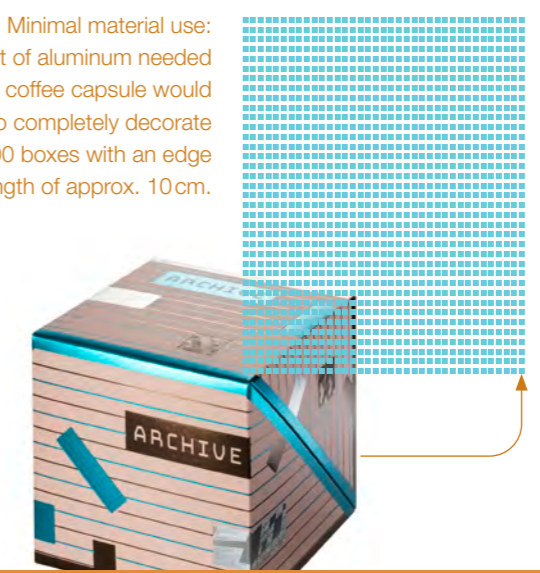 Minimal material use:
t of aluminum needed
coffee capsule would
completely decorate
00 boxes with an edge
ngth of approx. 10 cm.
ARCHIVE
ARCHIVE